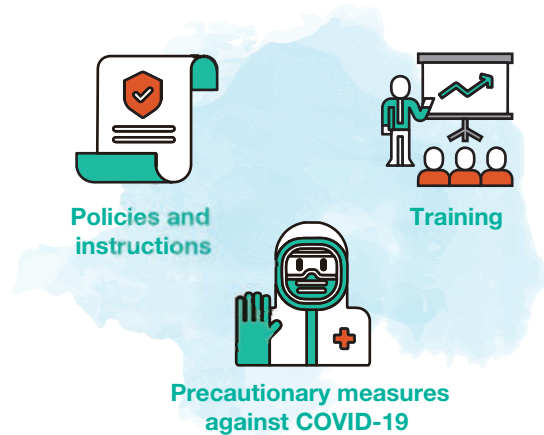 Policies and
instructions
Training
Precautionary measures
against COVID-19